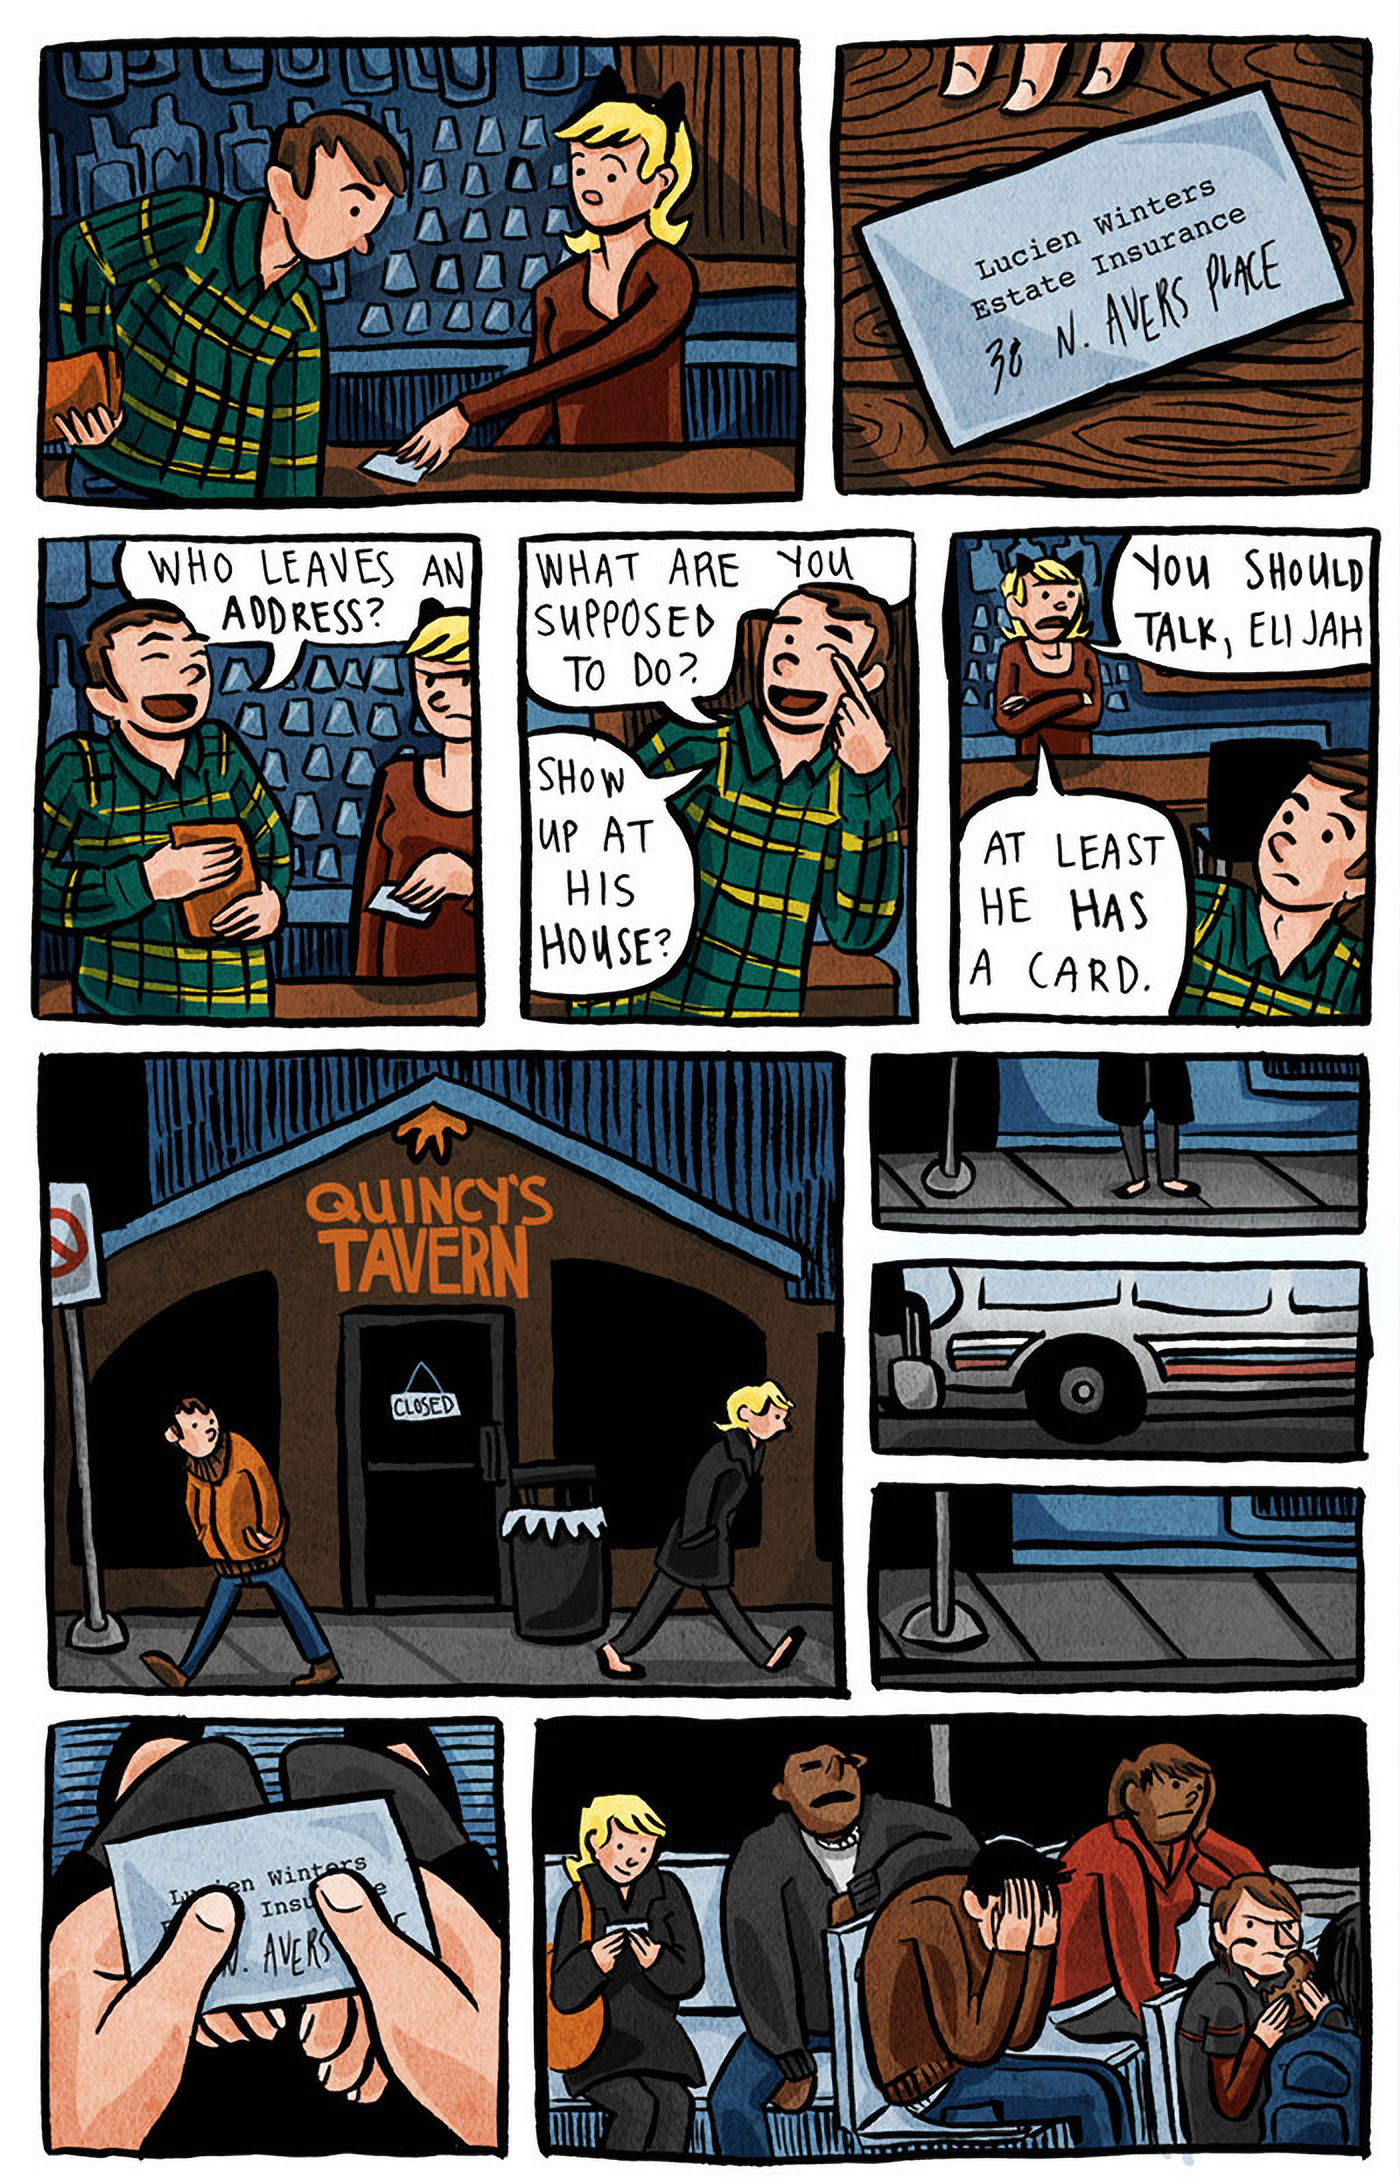 Lucien Winters
Estate Insurance
38 N. AVERS PLACE
WHO LEAVES AN
ADDRESS?
WHAT ARE YOU
SUPPOSED
TO DO?
SHOW
UP AT
HIS
HOUSE?
YOU SHOULD
TALK, ELIJAH
AT LEAST
HE HAS
A CARD.
QUINCY'S
TAVERN
CLOSED
Winters
N. AVERS